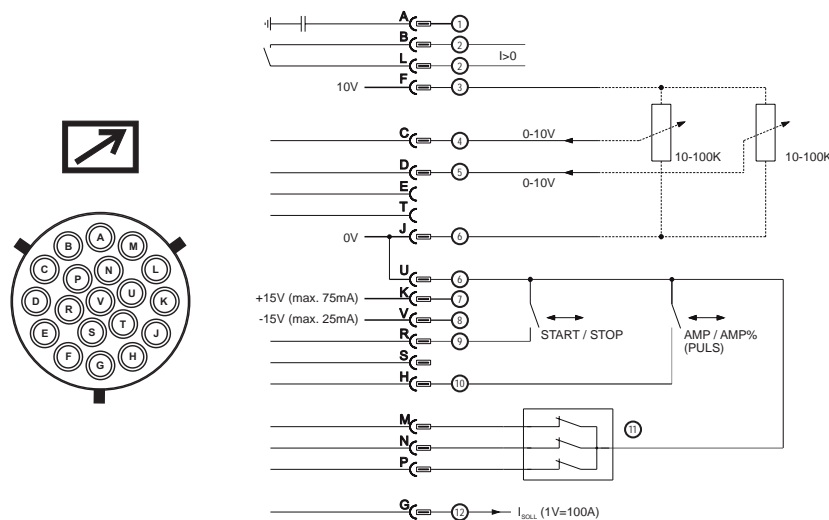 A 1
B 2
L 2 I>0
10V F 3
C 4 0-10V
10-100K 10-100K
D 5
0-10V
E
T
0V J 6
U 6
+15V (max. 75mA) K 7
-15V (max. 25mA) V 8
R 9 START / STOP AMP / AMP%
(PULS)
S
H 10
M 11
N
P
G 12 I SOLL (1V=100A)
A
B M
C N L
P
D R V U K
E S T J
F H
G